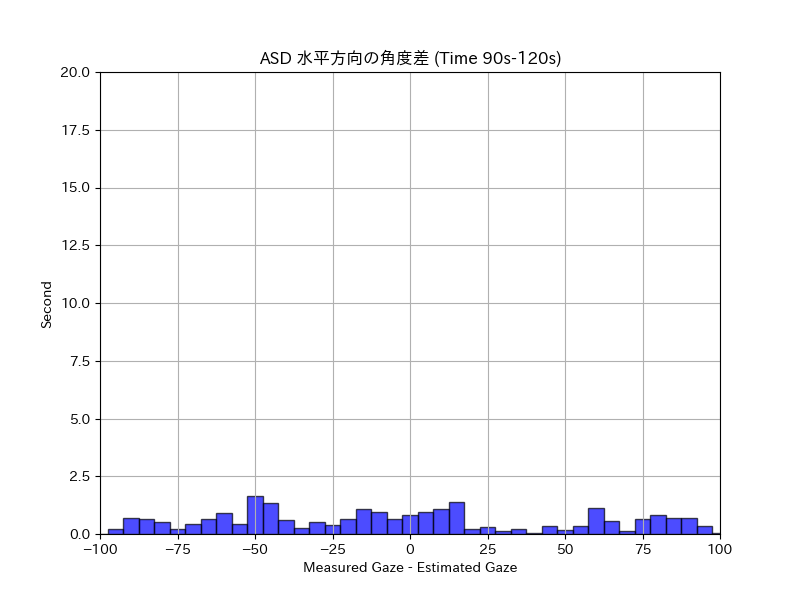 ASD 水平方向の角度差 (Time 90s-120s)
20.0
17.5
15.0
12.5
10.0
7.5
5.0
2.5
0.0
Second
−100 −75 −50 −25 0 25 50 75 100
Measured Gaze - Estimated Gaze